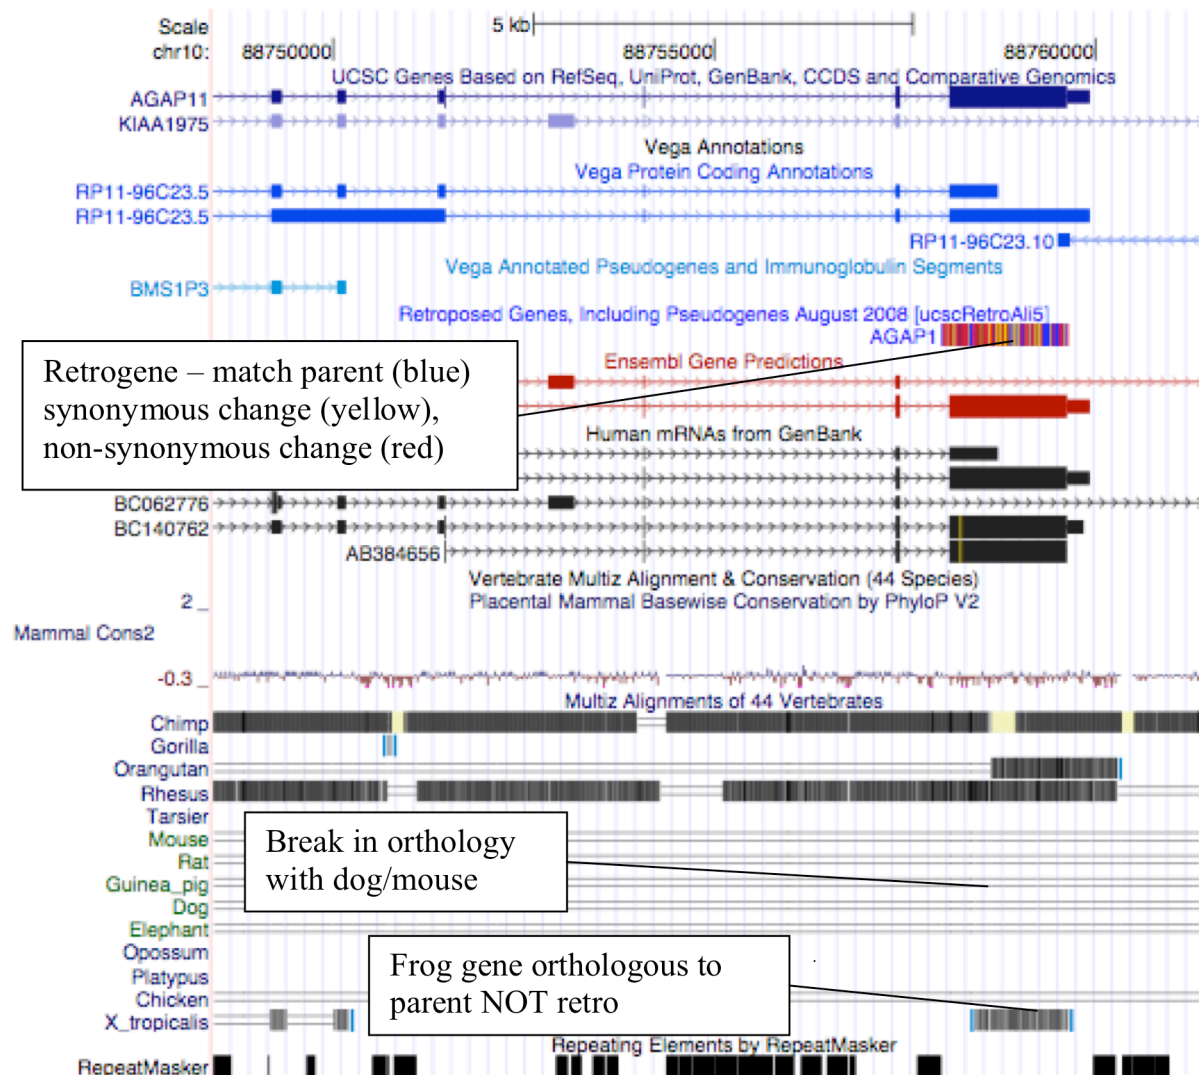 Scale 5 kb
chr10: 88750000 88755000 88760000
UCSC Genes Based on RefSeq, UniProt, GenBank, CCDS and Comparative Genomics
AGAP11
KIAA1975
Vega Annotations
Vega Protein Coding Annotations
RP11-96C23.5
RP11-96C23.5
RP11-96C23.10
Vega Annotated Pseudogenes and Immunoglobulin Segments
BMS1P3
Retroposed Genes, Including Pseudogenes August 2008 [ucscRetroAli5]
AGAP1
Retrogene – match parent (blue)
synonymous change (yellow),
non-synonymous change (red)
Ensembl Gene Predictions
Human mRNAs from GenBank
BC062776
BC140762
AB384656
Vertebrate Multiz Alignment & Conservation (44 Species)
Placental Mammal Basewise Conservation by PhyloP V2
2 _
Mammal Cons2
-0.3 _
Multiz Alignments of 44 Vertebrates
Chimp
Gorilla
Orangutan
Rhesus
Tarsier
Mouse
Rat
Guinea_pig
Dog
Elephant
Opossum
Platypus
Chicken
X_tropicalis
Break in orthology
with dog/mouse
Frog gene orthologous to
parent NOT retro
Repeating Elements by RepeatMasker
RepeatMasker